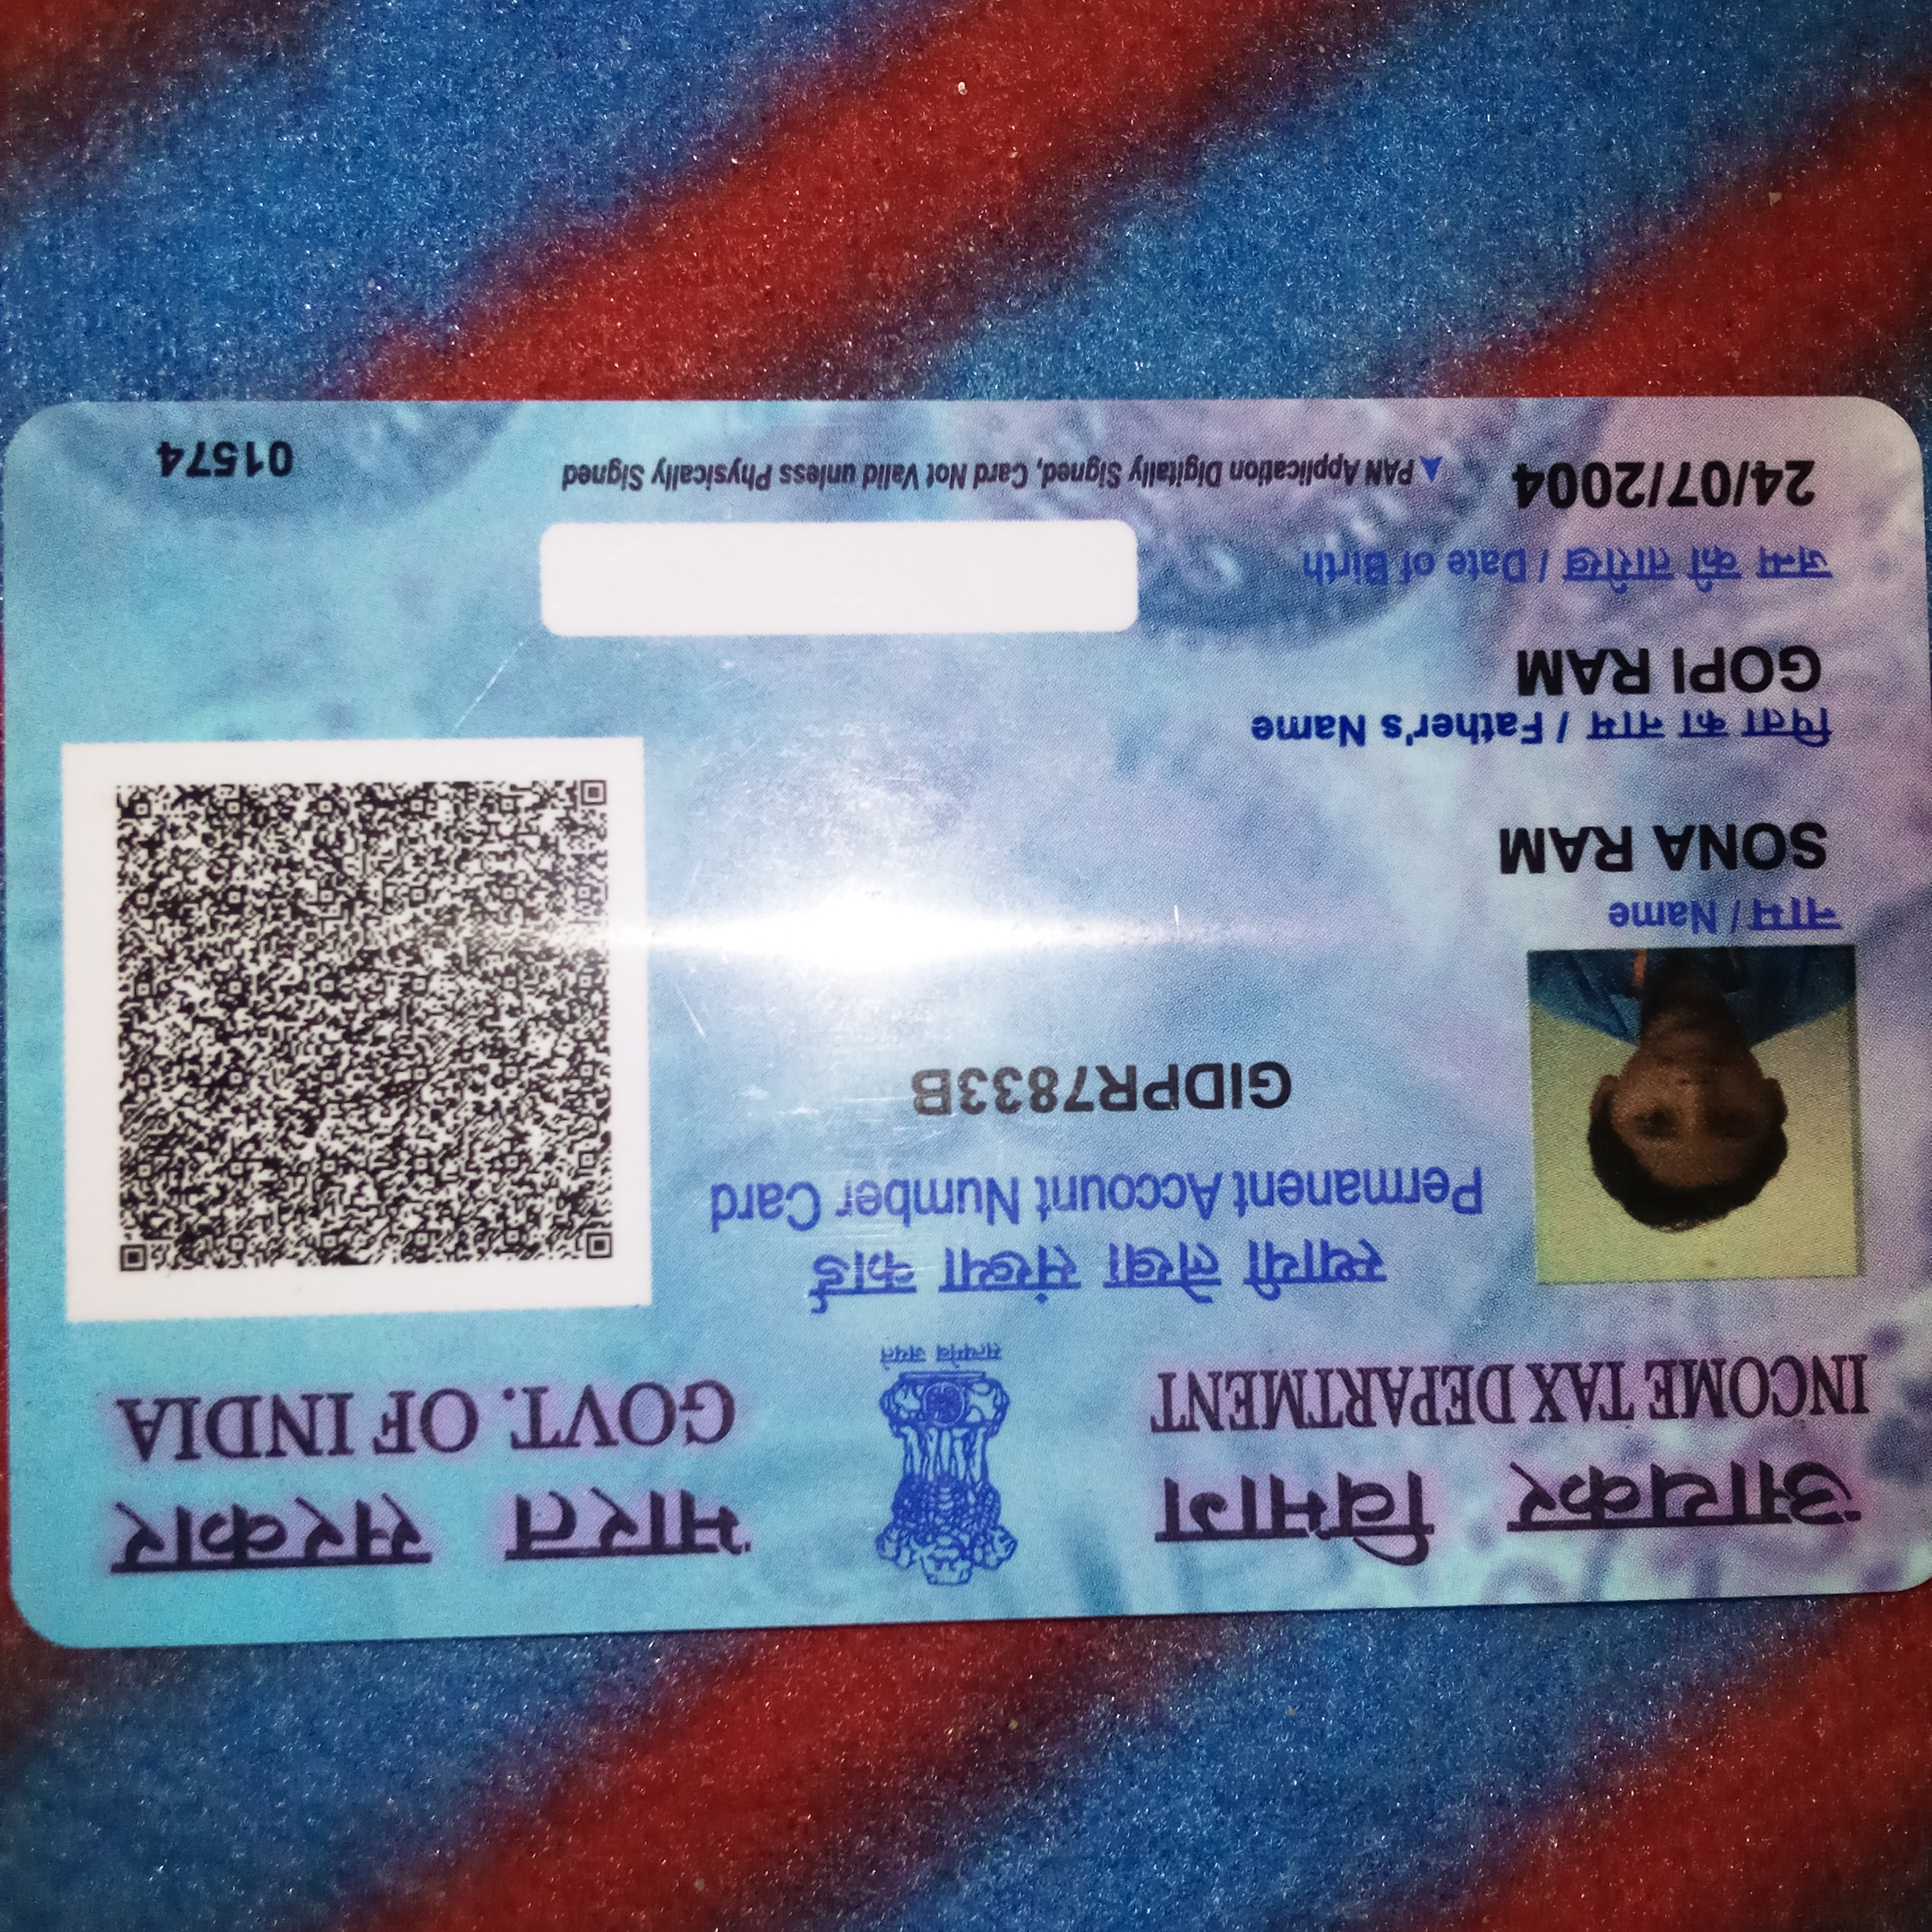 आयकर विभाग
INCOME TAX DEPARTMENT
सत्यमेव जयते
भारत सरकार
GOVT. OF INDIA
स्थायी लेखा संख्या कार्ड
Permanent Account Number Card
GIDPR7833B
नाम / Name
SONA RAM
पिता का नाम / Father's Name
GOPI RAM
जन्म की तारीख / Date of Birth
24/07/2004
PAN Application Digitally Signed, Card Not Valid unless Physically Signed
01574